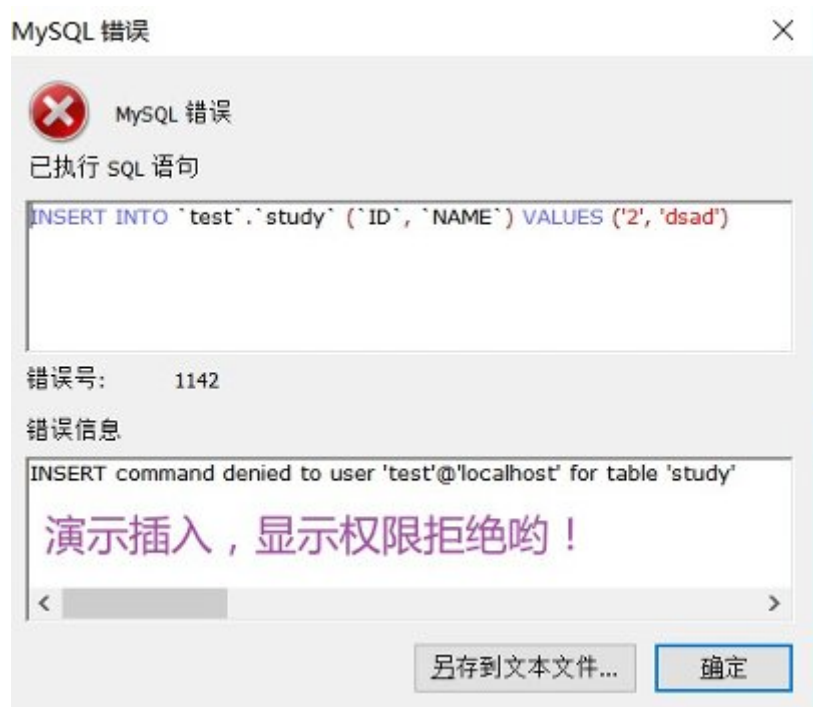 MySQL 错误
MySQL 错误
已执行 SQL 语句
INSERT INTO `test`.`study` (`ID`, `NAME`) VALUES ('2', 'dsad')
错误号: 1142
错误信息
INSERT command denied to user 'test'@'localhost' for table 'study'
演示插入，显示权限拒绝哟！
另存到文本文件... 确定